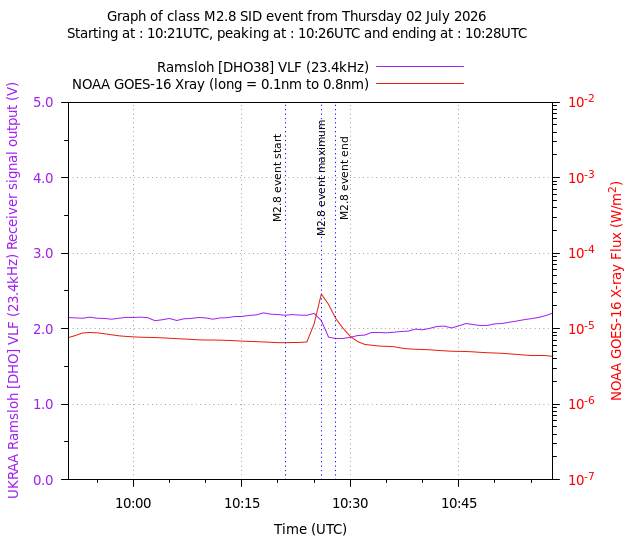 Graph of class M2.8 SID event from Thursday 02 July 2026
Starting at : 10:21UTC, peaking at : 10:26UTC and ending at : 10:28UTC
Ramsloh [DHO38] VLF (23.4kHz)
NOAA GOES-16 Xray (long = 0.1nm to 0.8nm)
UKRAA Ramsloh [DHO] VLF (23.4kHz) Receiver signal output (V)
5.0
4.0
3.0
2.0
1.0
0.0
M2.8 event start
M2.8 event maximum
M2.8 event end
10-2
10-3
10-4
10-5
10-6
10-7
NOAA GOES-16 X-ray Flux (W/m2)
10:00 10:15 10:30 10:45
Time (UTC)